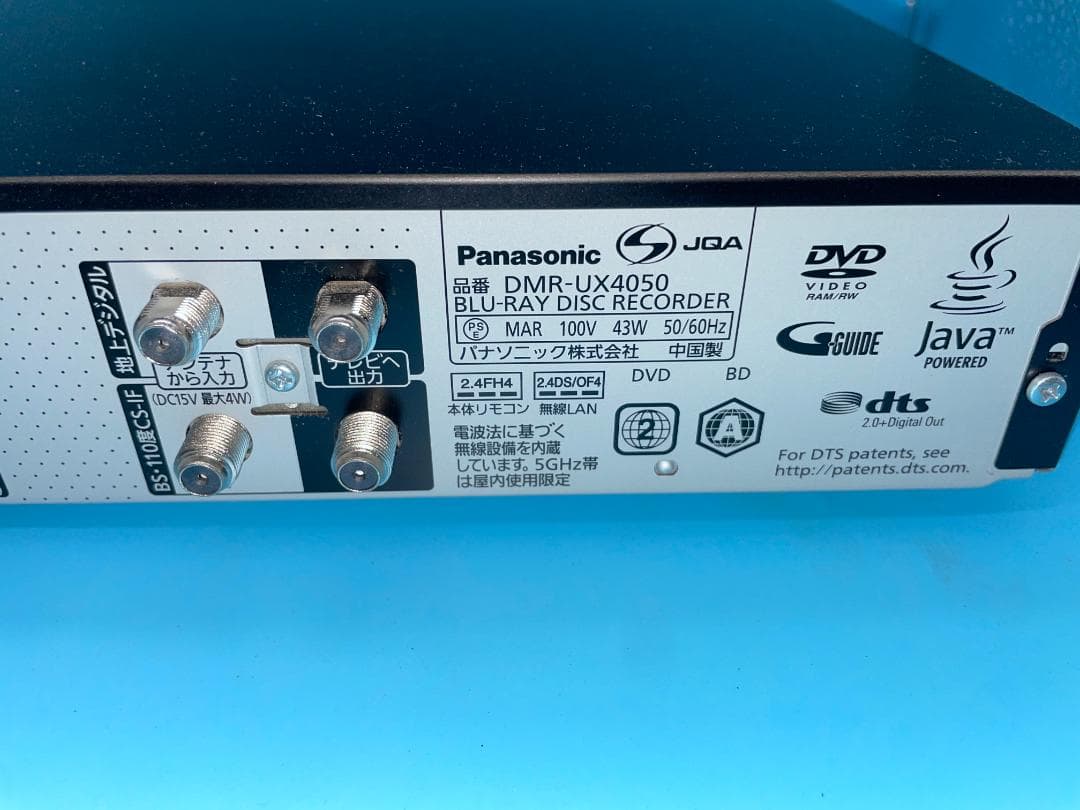 地上デジタル
アンテナ
から入力
(DC15V 最大4W)
テレビへ
出力
BS・110度CS-IF
Panasonic
JQA
品番 DMR-UX4050
BLU-RAY DISC RECORDER
PS
E
MAR 100V 43W 50/60Hz
パナソニック株式会社 中国製
2.4FH4
本体リモコン
2.4DS/OF4
無線LAN
電波法に基づく
無線設備を内蔵
しています。5GHz帯
は屋内使用限定
DVD
2
BD
A
DVD
VIDEO
RAM/RW
G-GUIDE
Java™
POWERED
dts
2.0+Digital Out
For DTS patents, see
http://patents.dts.com.